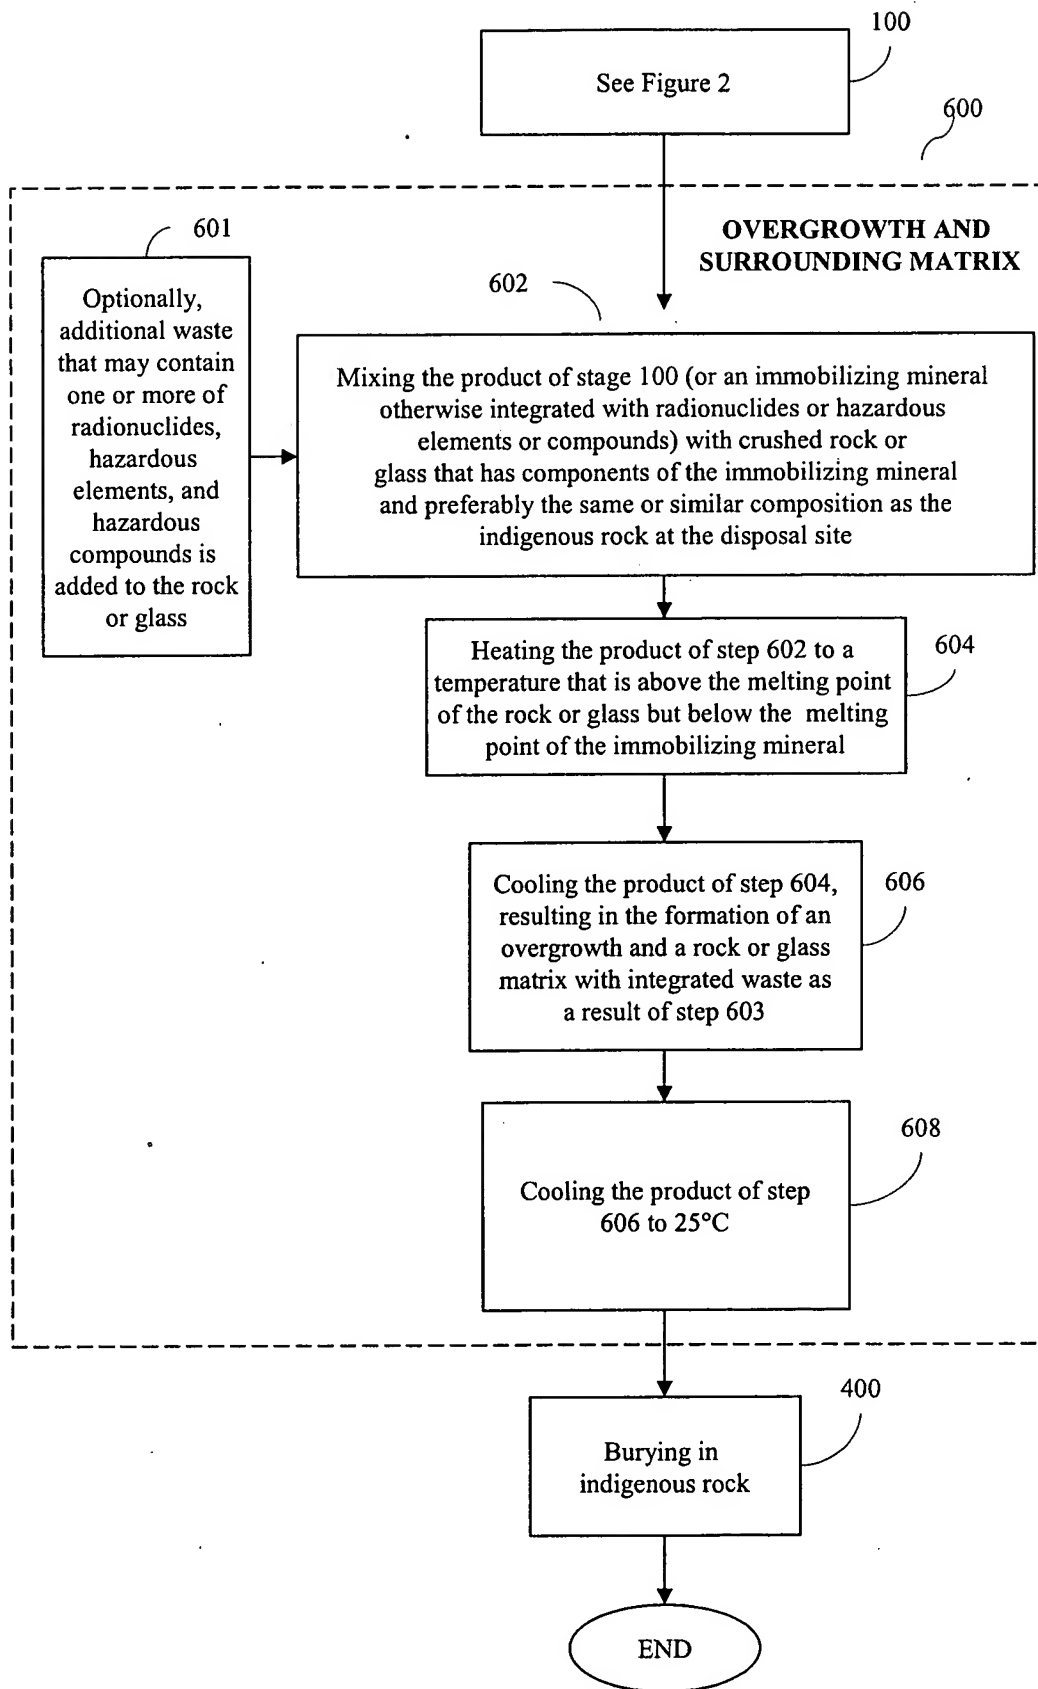 100
See Figure 2
600
601
OVERGROWTH AND
SURROUNDING MATRIX
602
Optionally,
additional waste
that may contain
one or more of
radionuclides,
hazardous
elements, and
hazardous
compounds is
added to the rock
or glass
Mixing the product of stage 100 (or an immobilizing mineral
otherwise integrated with radionuclides or hazardous
elements or compounds) with crushed rock or
glass that has components of the immobilizing mineral
and preferably the same or similar composition as the
indigenous rock at the disposal site
604
Heating the product of step 602 to a
temperature that is above the melting point
of the rock or glass but below the melting
point of the immobilizing mineral
606
Cooling the product of step 604,
resulting in the formation of an
overgrowth and a rock or glass
matrix with integrated waste as
a result of step 603
608
Cooling the product of step
606 to 25°C
400
Burying in
indigenous rock
END